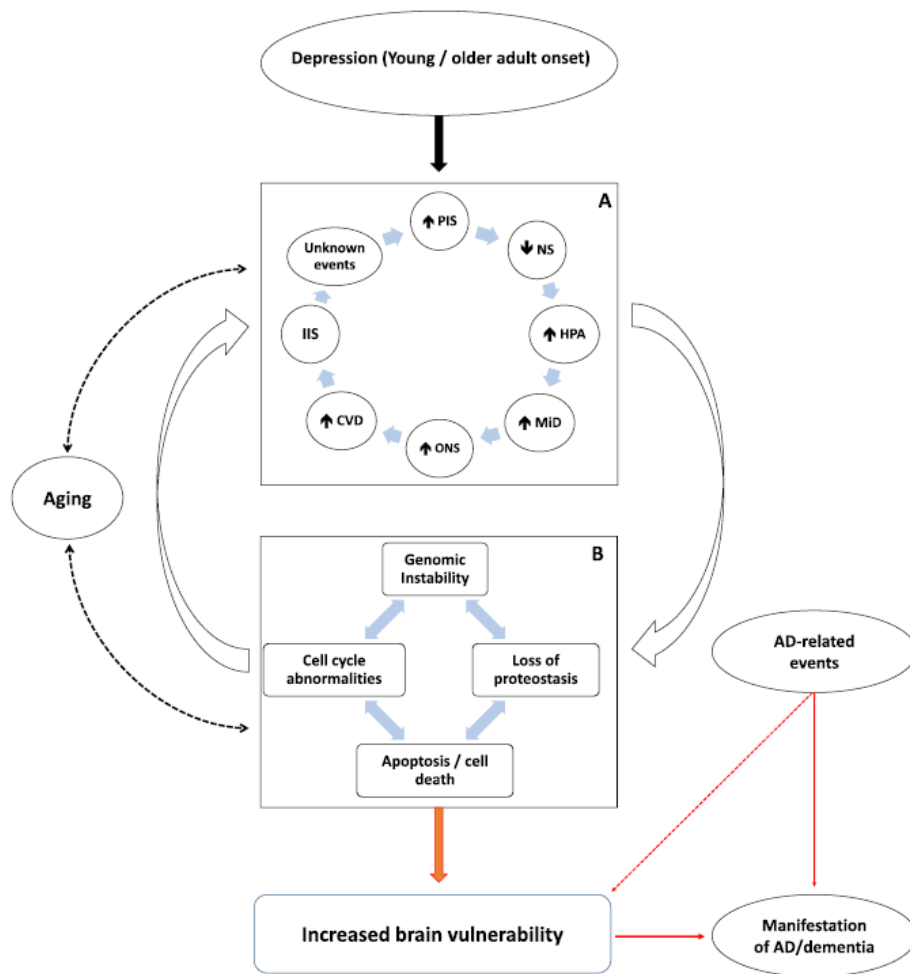 Depression (Young / older adult onset)
A
↑ PIS
↓ NS
↑ HPA
↑ MiD
↑ ONS
↑ CVD
IIS
Unknown
events
Aging
B
Genomic
Instability
Cell cycle
abnormalities
Loss of
proteostasis
Apoptosis / cell
death
AD-related
events
Increased brain vulnerability
Manifestation
of AD/dementia